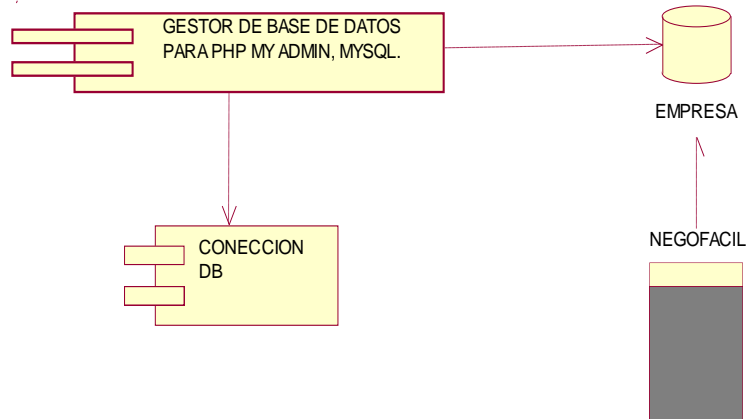 GESTOR DE BASE DE DATOS
PARA PHP MY ADMIN, MYSQL.
EMPRESA
NEGOFACIL
CONECCION
DB